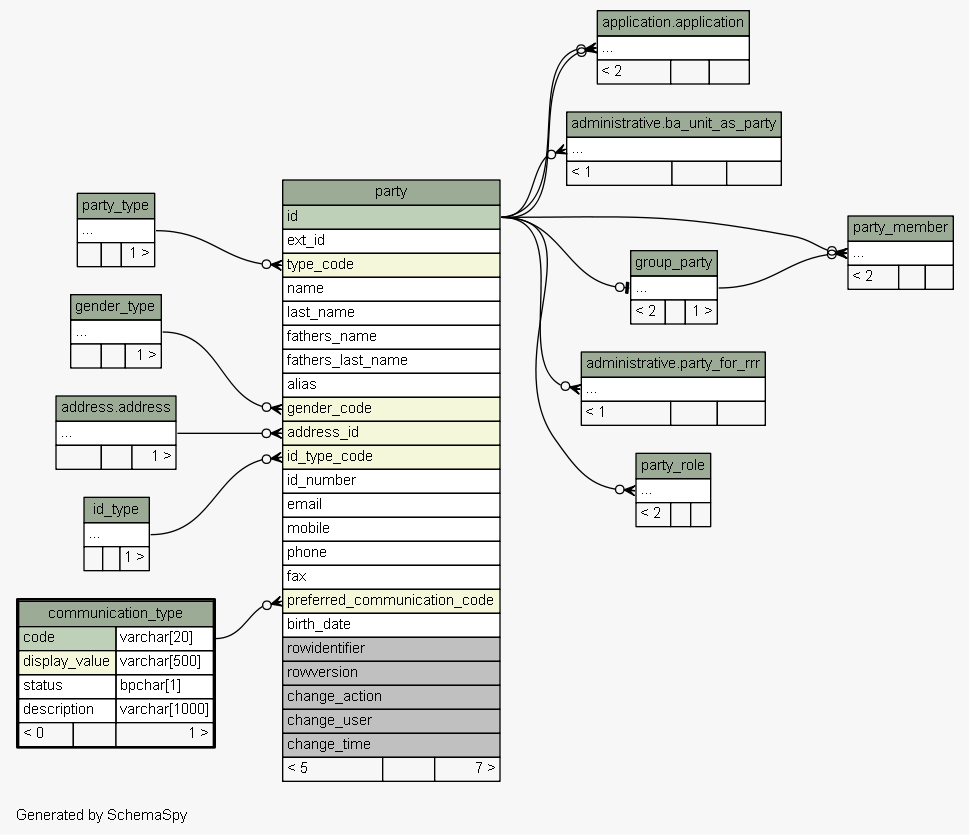 application.application
...
< 2
administrative.ba_unit_as_party
...
< 1
party_type
...
1 >
gender_type
...
1 >
address.address
...
1 >
id_type
...
1 >
communication_type
code varchar[20]
display_value varchar[500]
status bpchar[1]
description varchar[1000]
< 0 1 >
party
id
ext_id
type_code
name
last_name
fathers_name
fathers_last_name
alias
gender_code
address_id
id_type_code
id_number
email
mobile
phone
fax
preferred_communication_code
birth_date
rowidentifier
rowversion
change_action
change_user
change_time
< 5 7 >
party_member
...
< 2
group_party
...
< 2 1 >
administrative.party_for_rrr
...
< 1
party_role
...
< 2
Generated by SchemaSpy